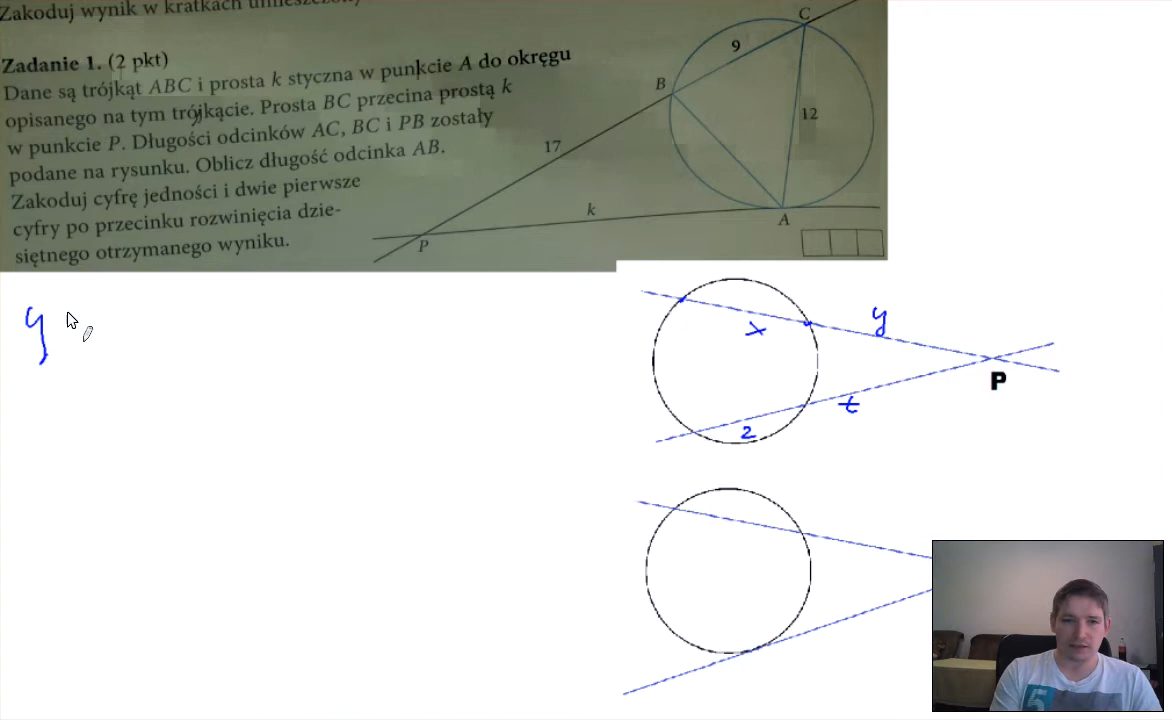 Zakoduj wynik w kratkach
Zadanie 1. (2 pkt)
Dane są trójkąt ABC i prosta k styczna w punkcie A do okręgu
opisanego na tym trójkącie. Prosta BC przecina prostą k
w punkcie P. Długości odcinków AC, BC i PB zostały
podane na rysunku. Oblicz długość odcinka AB.
Zakoduj cyfrę jedności i dwie pierwsze
cyfry po przecinku rozwinięcia dzie-
siętnego otrzymanego wyniku.
C
9
B
12
17
k
A
P
y
x
y
P
t
z
5